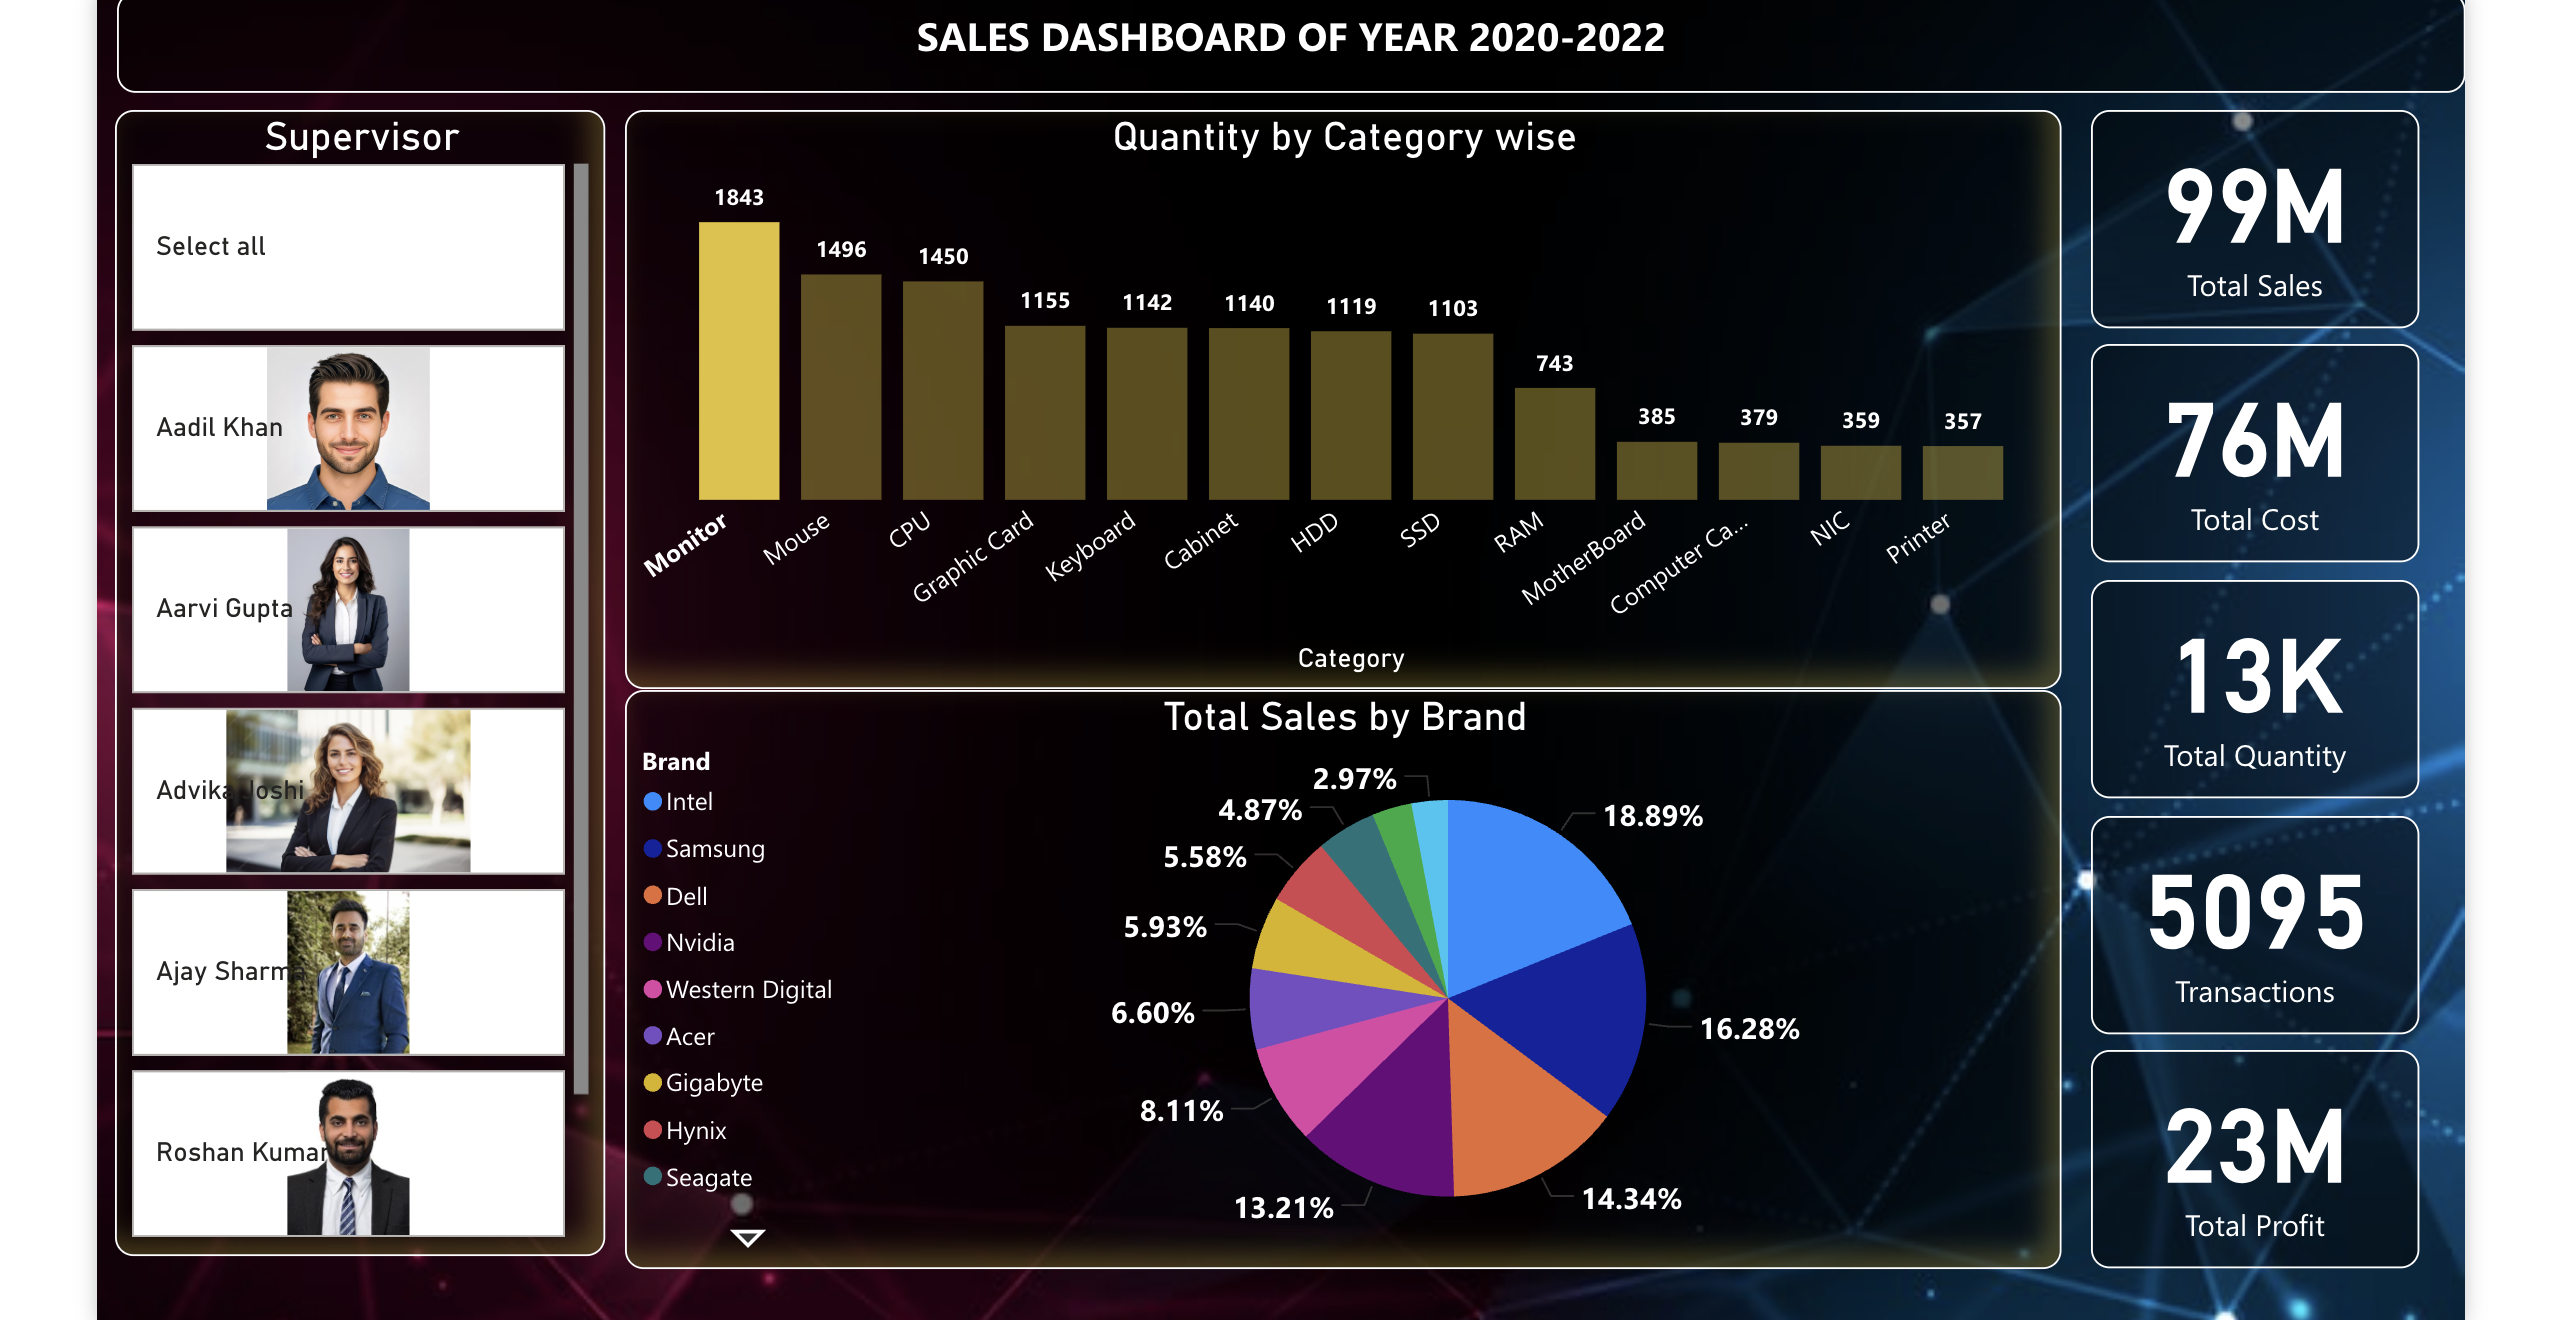 SALES DASHBOARD OF YEAR 2020-2022
Supervisor
Select all
Aadil Khan
Aarvi Gupta
Advika Joshi
Ajay Sharma
Roshan Kumar
Quantity by Category wise
1843
1496
1450
1155
1142
1140
1119
1103
743
385
379
359
357
Monitor
Mouse
CPU
Graphic Card
Keyboard
Cabinet
HDD
SSD
RAM
MotherBoard
Computer Ca...
NIC
Printer
Category
Total Sales by Brand
Brand
Intel
Samsung
Dell
Nvidia
Western Digital
Acer
Gigabyte
Hynix
Seagate
18.89%
16.28%
14.34%
13.21%
8.11%
6.60%
5.93%
5.58%
4.87%
2.97%
99M
Total Sales
76M
Total Cost
13K
Total Quantity
5095
Transactions
23M
Total Profit